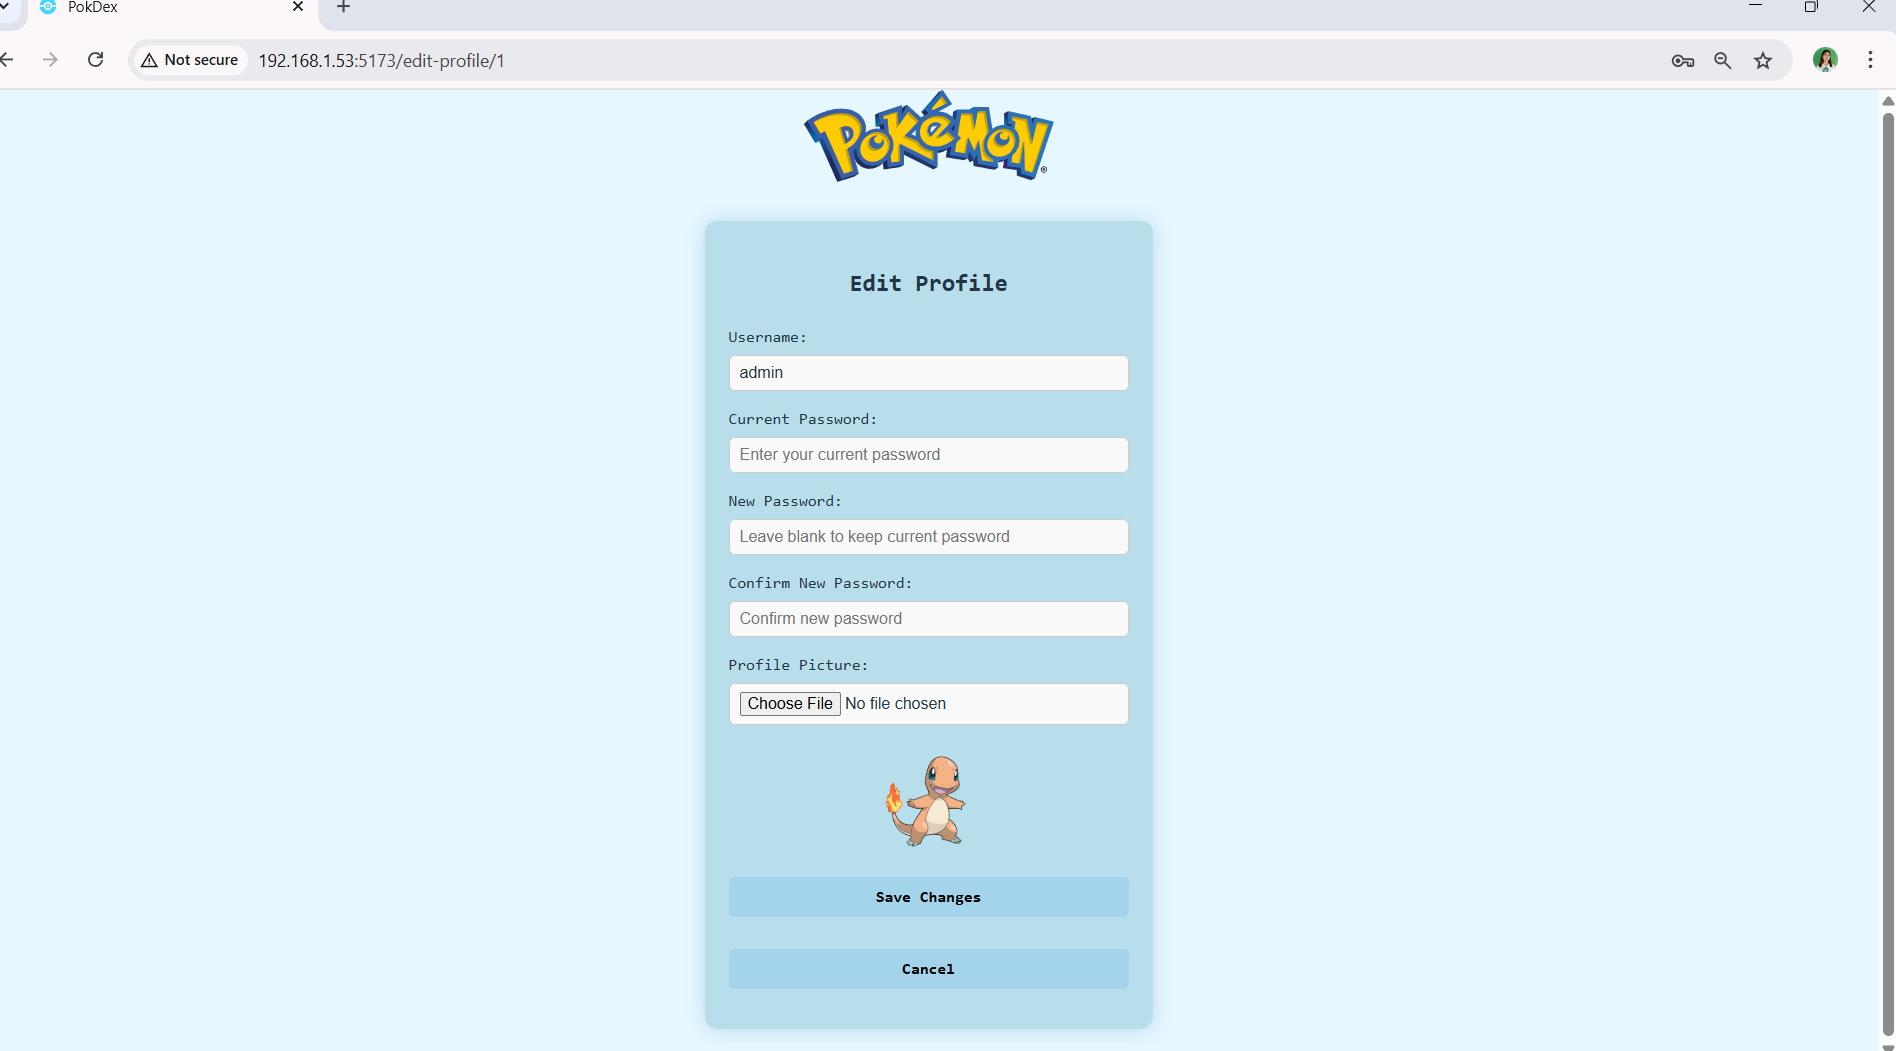 PokDex
Not secure
192.168.1.53:5173/edit-profile/1
POKéMON®
Edit Profile
Username:
admin
Current Password:
Enter your current password
New Password:
Leave blank to keep current password
Confirm New Password:
Confirm new password
Profile Picture:
Choose File No file chosen
Save Changes
Cancel